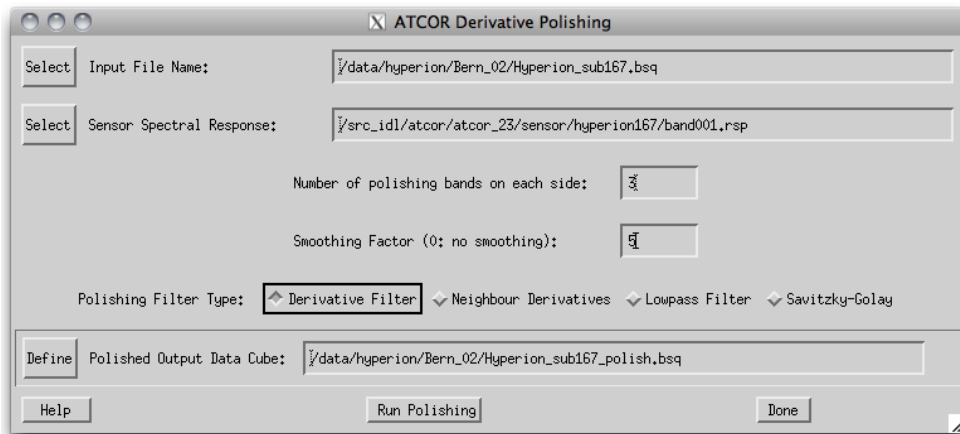 ATCOR Derivative Polishing
Select Input File Name: /data/hyperion/Bern_02/Hyperion_sub167.bsq
Select Sensor Spectral Response: /src_idl/atcor/atcor_23/sensor/hyperion167/band001.rsp
Number of polishing bands on each side: 3
Smoothing Factor (0: no smoothing): 5
Polishing Filter Type: Derivative Filter Neighbour Derivatives Lowpass Filter Savitzky-Golay
Define Polished Output Data Cube: /data/hyperion/Bern_02/Hyperion_sub167_polish.bsq
Help Run Polishing Done